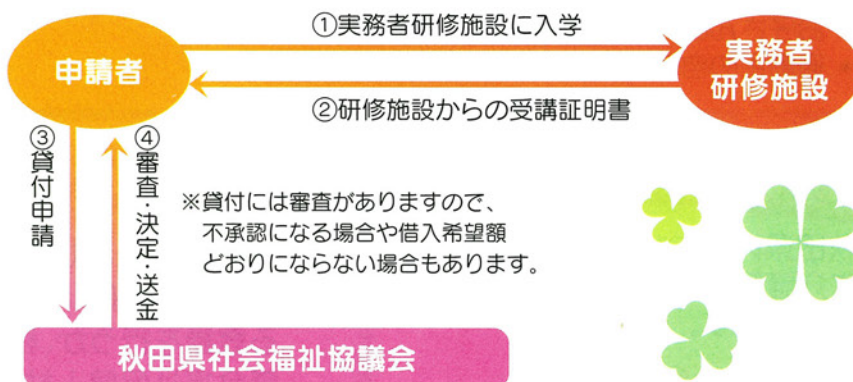 ①実務者研修施設に入学
申請者
実務者
研修施設
②研修施設からの受講証明書
③貸付申請
④審査・決定・送金
※貸付には審査がありますので、
不承認になる場合や借入希望額
どおりにならない場合もあります。
秋田県社会福祉協議会